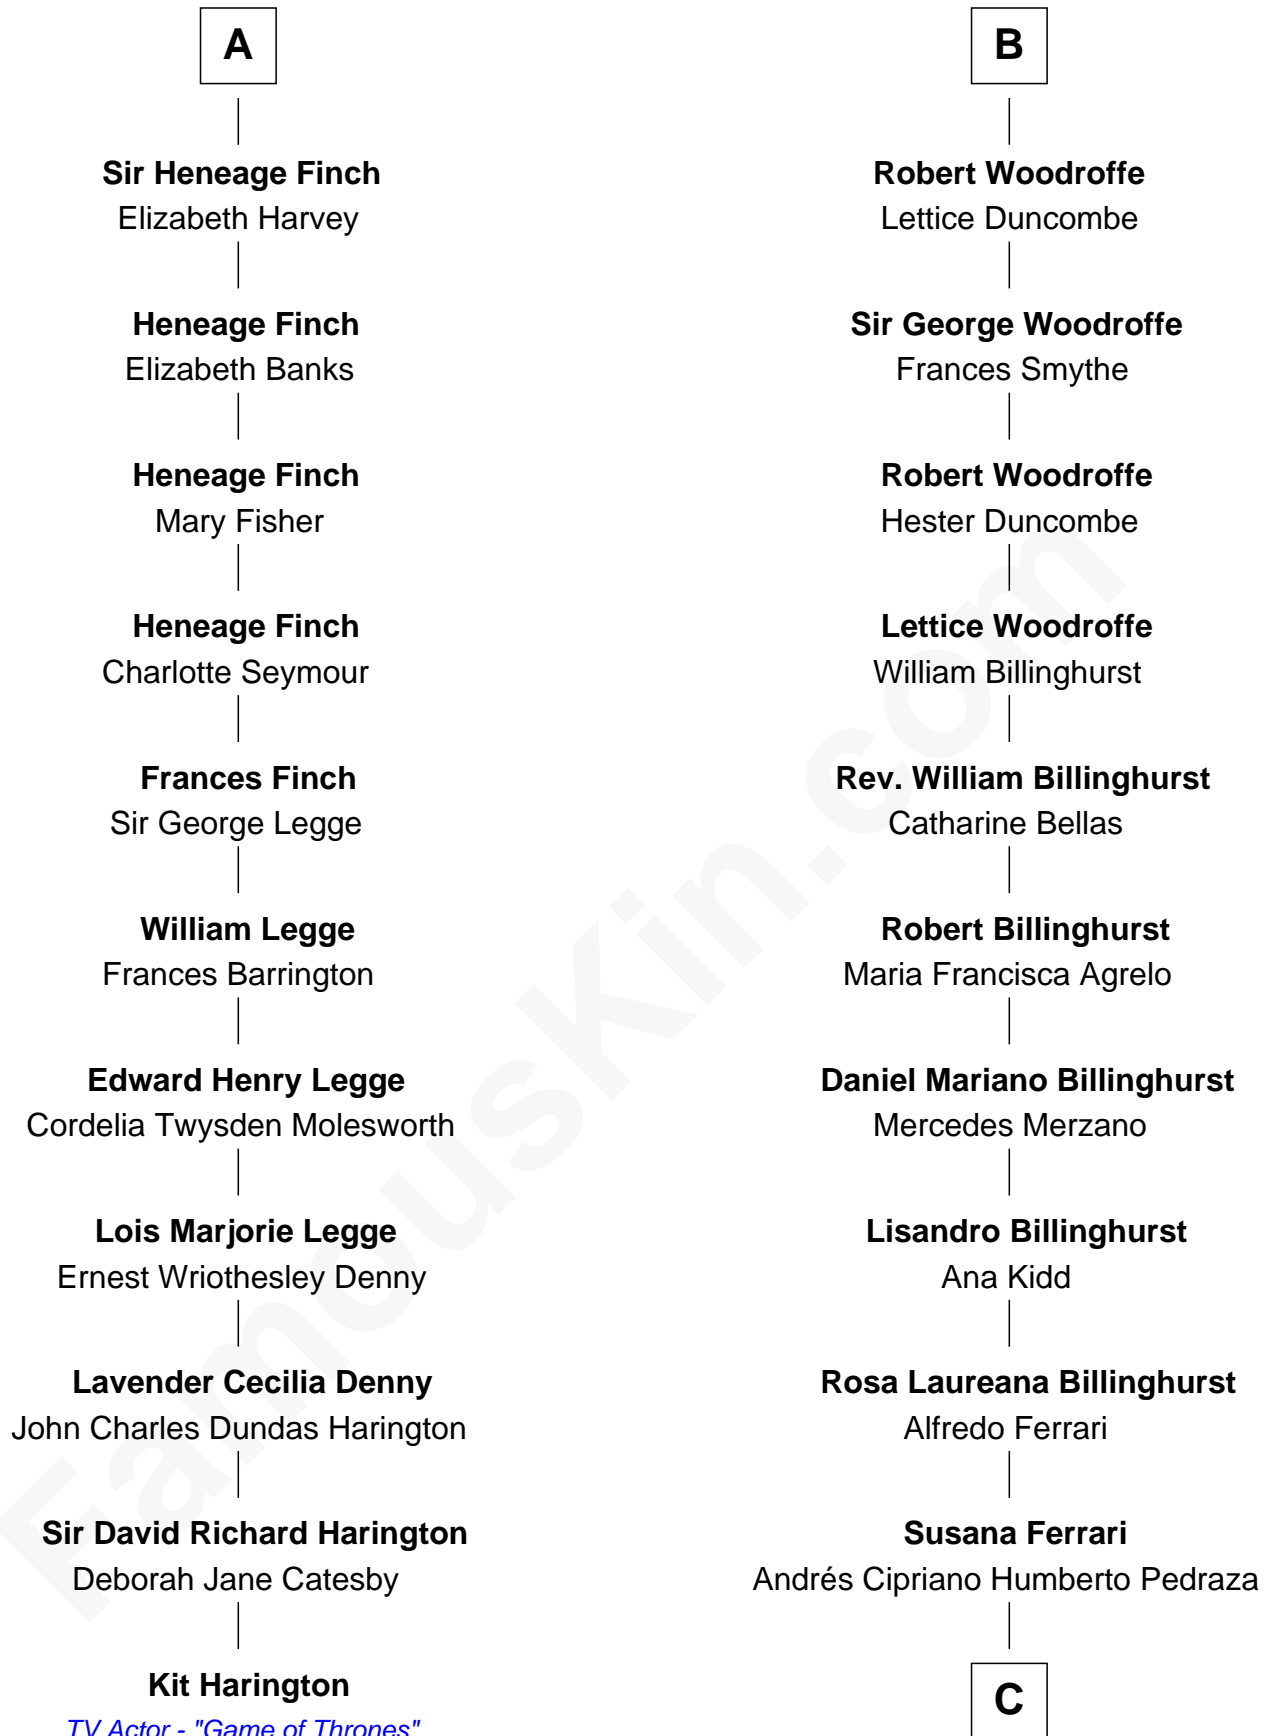 A
Sir Heneage Finch
Elizabeth Harvey
Heneage Finch
Elizabeth Banks
Heneage Finch
Mary Fisher
Heneage Finch
Charlotte Seymour
Frances Finch
Sir George Legge
William Legge
Frances Barrington
Edward Henry Legge
Cordelia Twysden Molesworth
Lois Marjorie Legge
Ernest Wriothesley Denny
Lavender Cecilia Denny
John Charles Dundas Harington
Sir David Richard Harington
Deborah Jane Catesby
Kit Harington
TV Actor - "Game of Thrones"
B
Robert Woodroffe
Lettice Duncombe
Sir George Woodroffe
Frances Smythe
Robert Woodroffe
Hester Duncombe
Lettice Woodroffe
William Billinghurst
Rev. William Billinghurst
Catharine Bellas
Robert Billinghurst
Maria Francisca Agrelo
Daniel Mariano Billinghurst
Mercedes Merzano
Lisandro Billinghurst
Ana Kidd
Rosa Laureana Billinghurst
Alfredo Ferrari
Susana Ferrari
Andrés Cipriano Humberto Pedraza
C
FamousKin.com